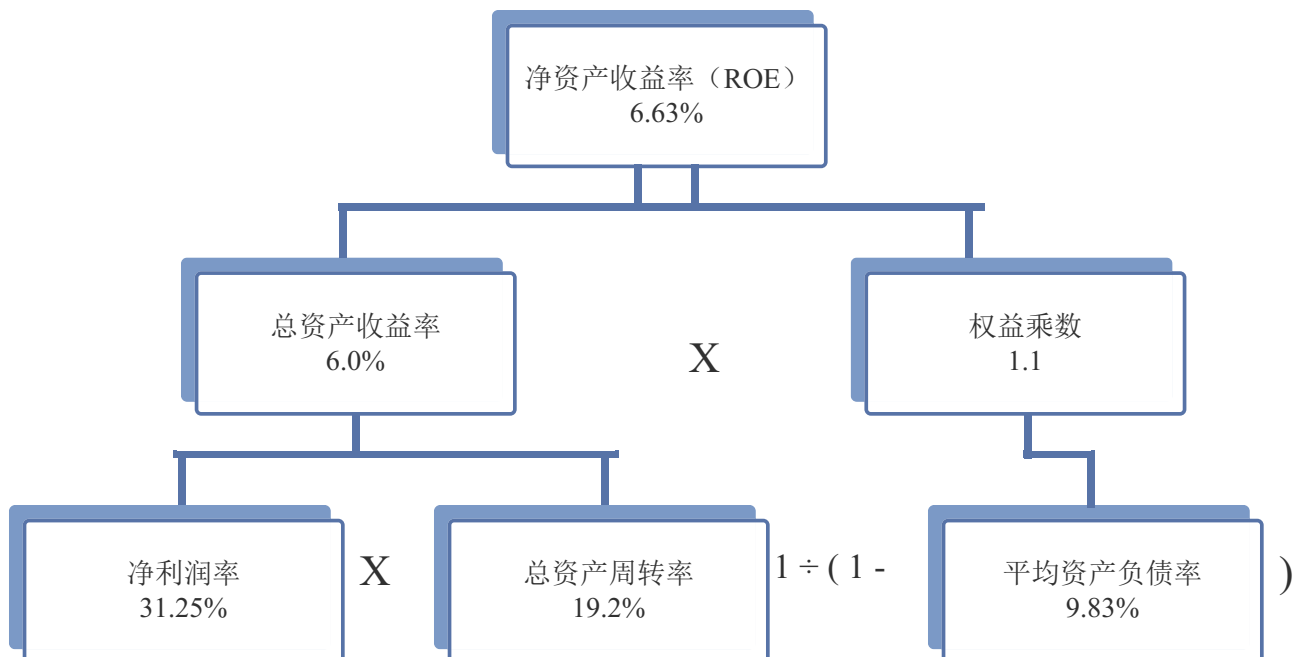 净资产收益率（ROE）
6.63%
总资产收益率
6.0%
X
权益乘数
1.1
净利润率
31.25%
X
总资产周转率
19.2%
1 ÷ ( 1 -
平均资产负债率
9.83%
)